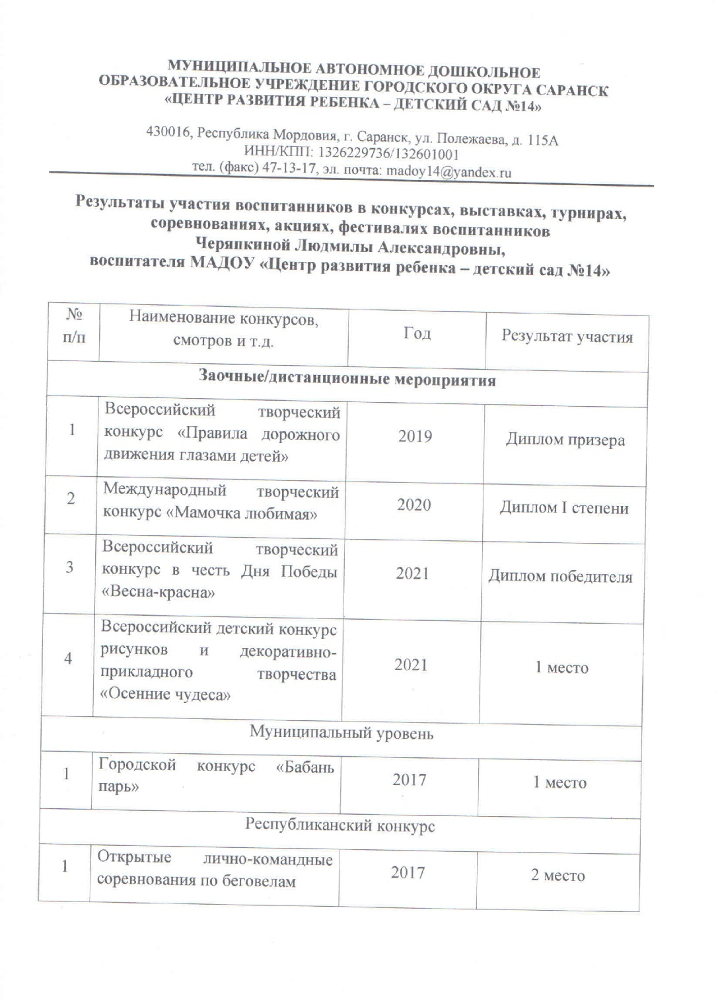 МУНИЦИПАЛЬНОЕ АВТОНОМНОЕ ДОШКОЛЬНОЕ
ОБРАЗОВАТЕЛЬНОЕ УЧРЕЖДЕНИЕ ГОРОДСКОГО ОКРУГА САРАНСК
«ЦЕНТР РАЗВИТИЯ РЕБЕНКА – ДЕТСКИЙ САД №14»
430016, Республика Мордовия, г. Саранск, ул. Полежаева, д. 115А
ИНН/КПП: 1326229736/132601001
тел. (факс) 47-13-17, эл. почта: madoy14@yandex.ru
Результаты участия воспитанников в конкурсах, выставках, турнирах,
соревнованиях, акциях, фестивалях воспитанников
Черяпкиной Людмилы Александровны,
воспитателя МАДОУ «Центр развития ребенка – детский сад №14»
№
п/п
Наименование конкурсов,
смотров и т.д.
Год
Результат участия
Заочные/дистанционные мероприятия
1
Всероссийский творческий
конкурс «Правила дорожного
движения глазами детей»
2019
Диплом призера
2
Международный творческий
конкурс «Мамочка любимая»
2020
Диплом I степени
3
Всероссийский творческий
конкурс в честь Дня Победы
«Весна-красна»
2021
Диплом победителя
4
Всероссийский детский конкурс
рисунков и декоративно-
прикладного творчества
«Осенние чудеса»
2021
1 место
Муниципальный уровень
1
Городской конкурс «Бабань
парь»
2017
1 место
Республиканский конкурс
1
Открытые лично-командные
соревнования по беговелам
2017
2 место